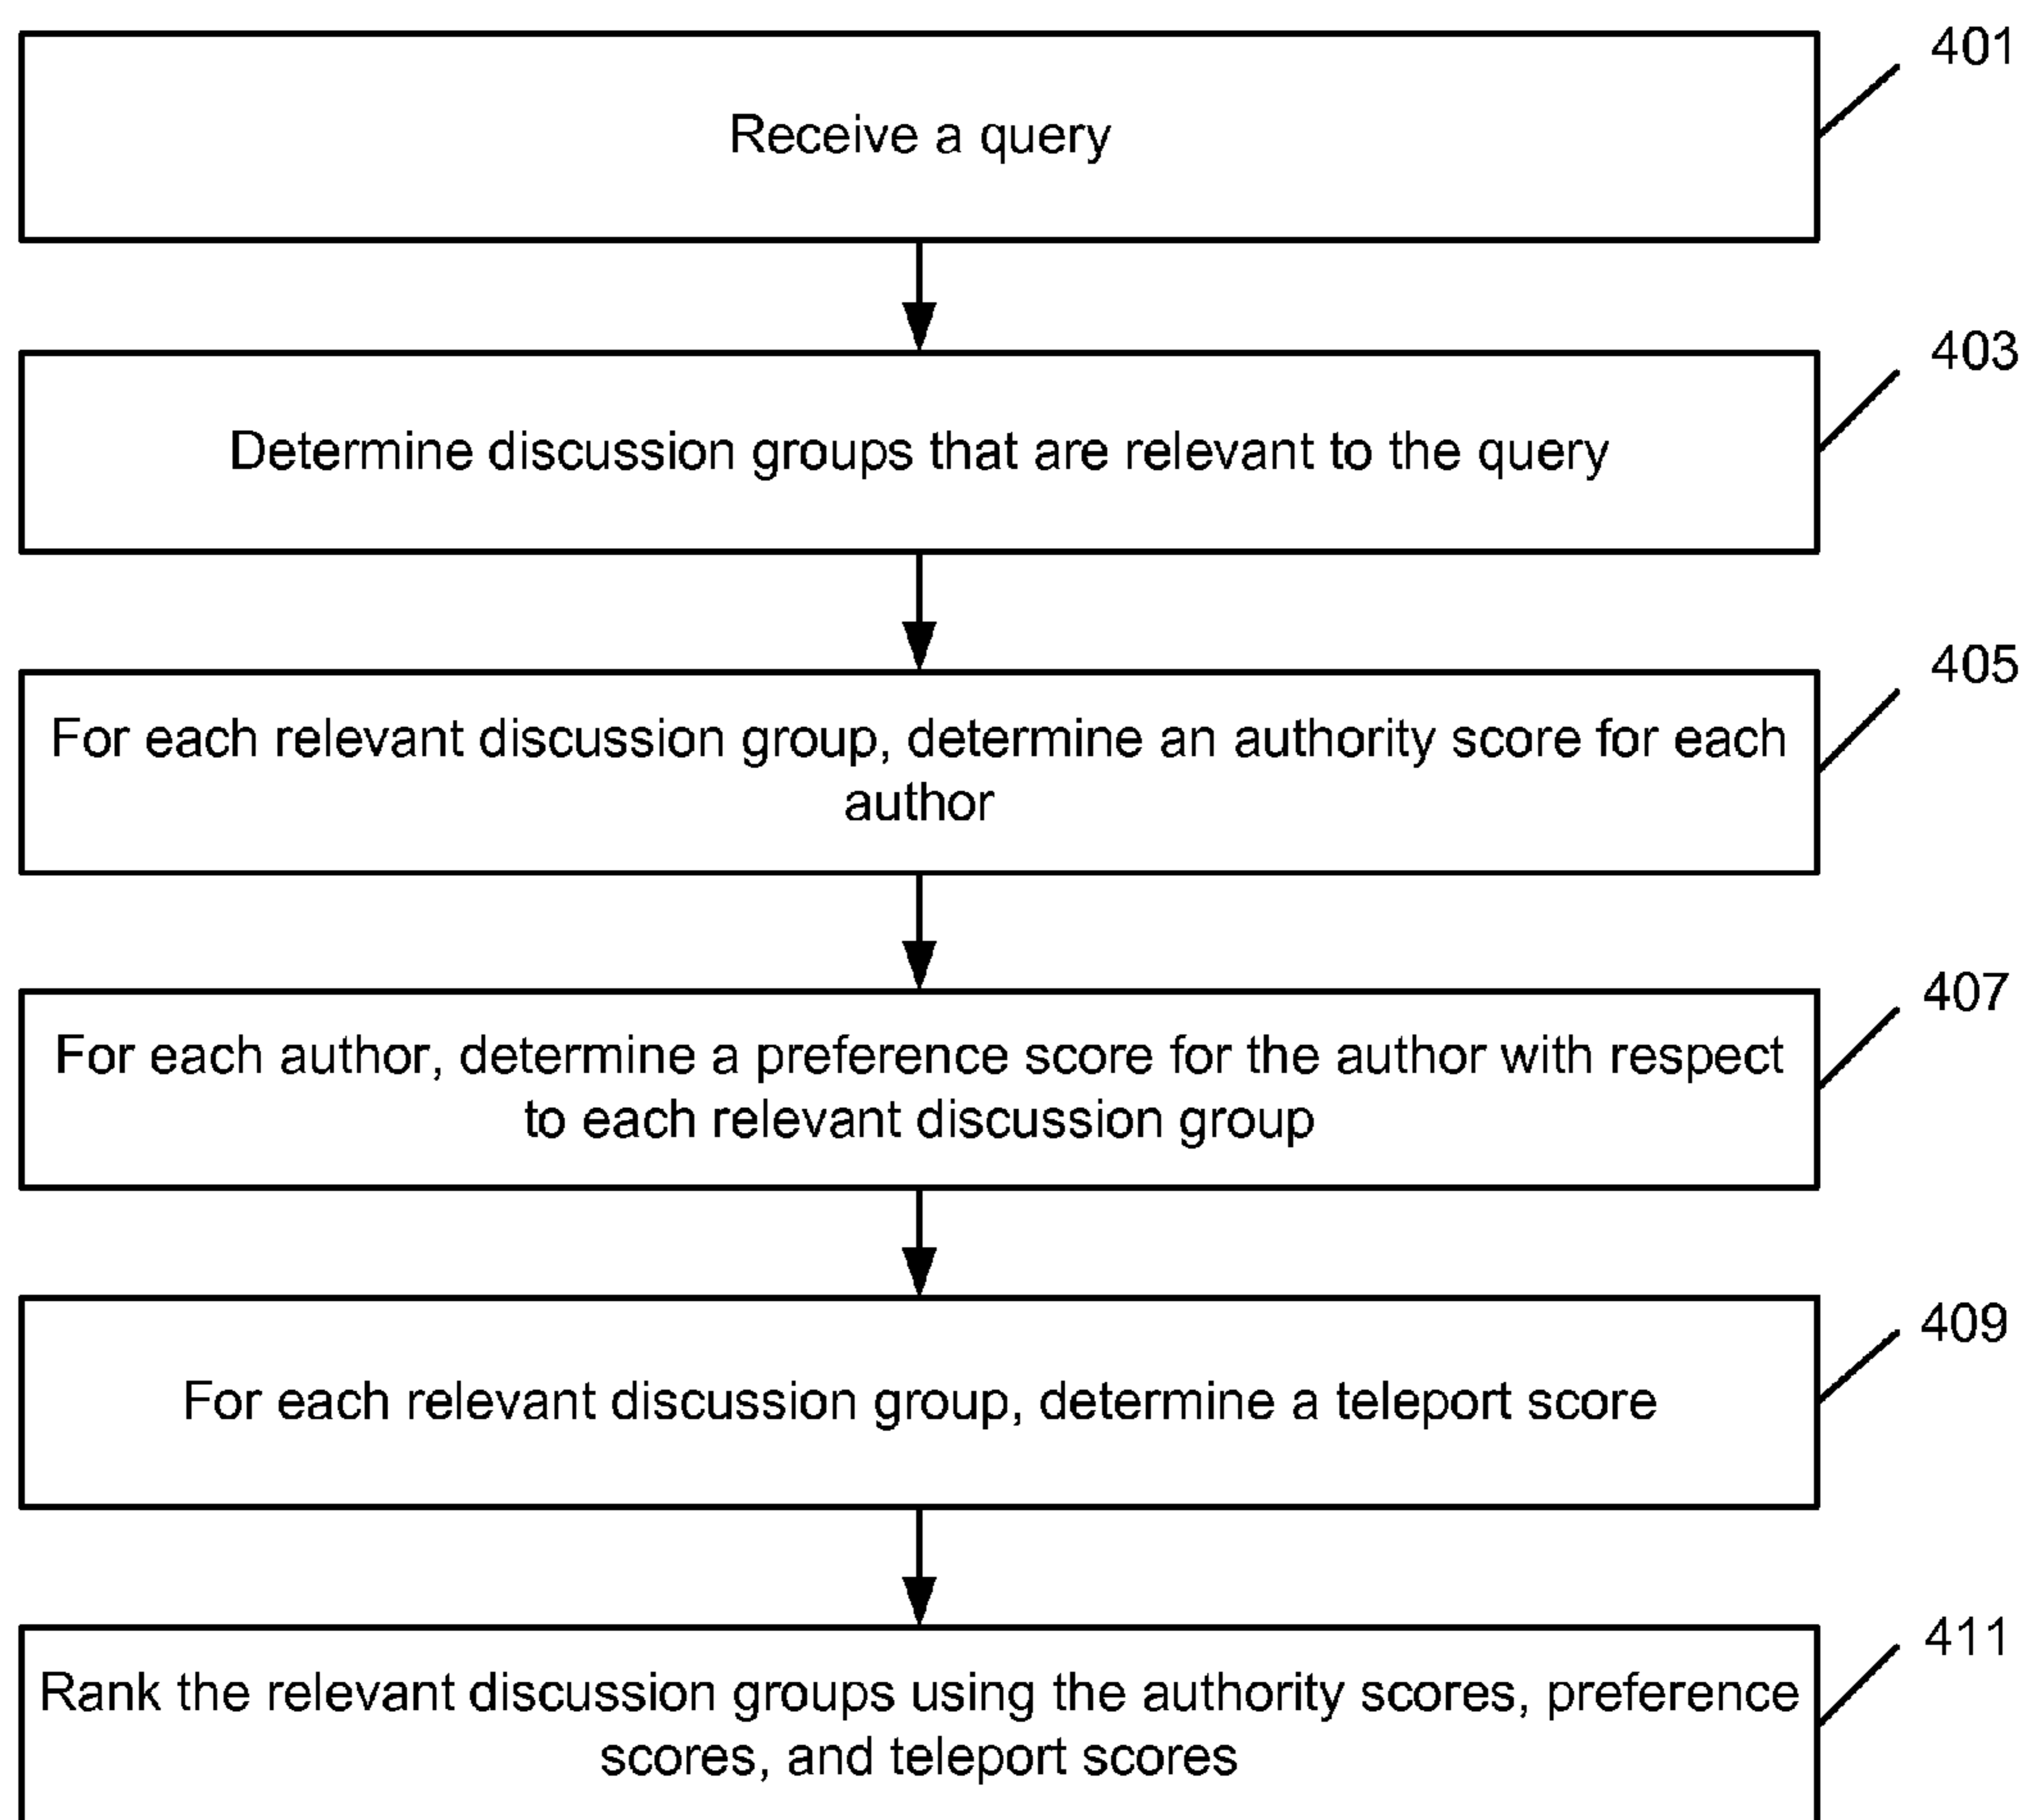 401
Receive a query
403
Determine discussion groups that are relevant to the query
405
For each relevant discussion group, determine an authority score for each
author
407
For each author, determine a preference score for the author with respect
to each relevant discussion group
409
For each relevant discussion group, determine a teleport score
411
Rank the relevant discussion groups using the authority scores, preference
scores, and teleport scores